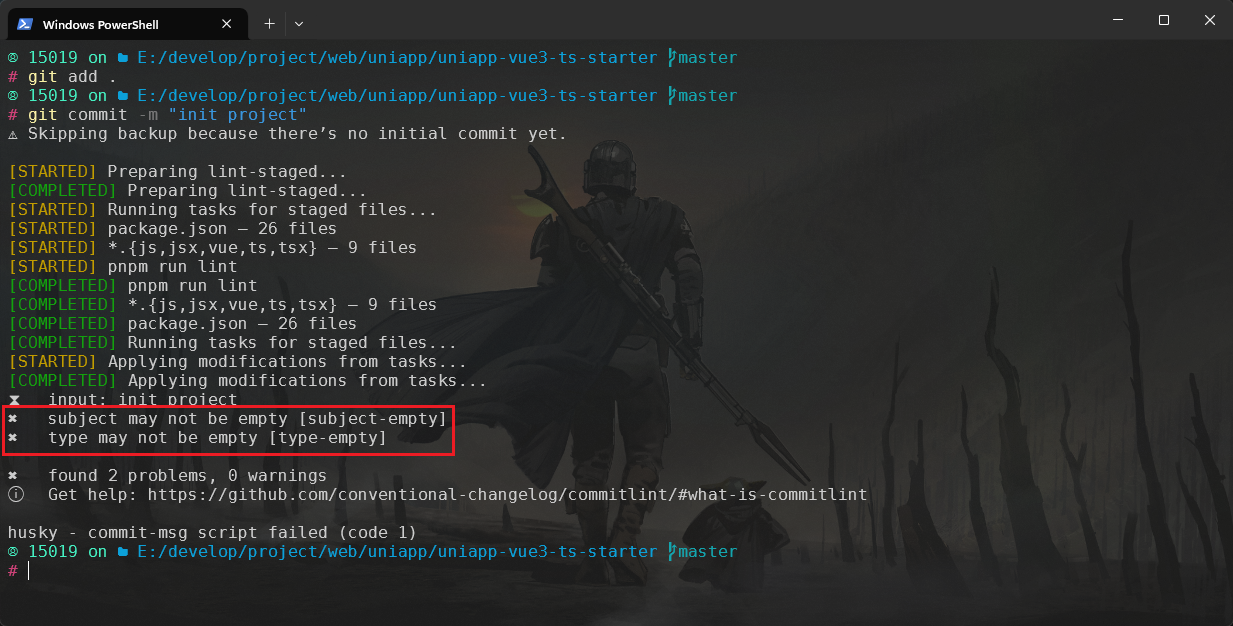 Windows PowerShell
15019 on E:/develop/project/web/uniapp/uniapp-vue3-ts-starter master
# git add .
15019 on E:/develop/project/web/uniapp/uniapp-vue3-ts-starter master
# git commit -m "init project"
⚠ Skipping backup because there’s no initial commit yet.
[STARTED] Preparing lint-staged...
[COMPLETED] Preparing lint-staged...
[STARTED] Running tasks for staged files...
[STARTED] package.json — 26 files
[STARTED] *.{js,jsx,vue,ts,tsx} — 9 files
[STARTED] pnpm run lint
[COMPLETED] pnpm run lint
[COMPLETED] *.{js,jsx,vue,ts,tsx} — 9 files
[COMPLETED] package.json — 26 files
[COMPLETED] Running tasks for staged files...
[STARTED] Applying modifications from tasks...
[COMPLETED] Applying modifications from tasks...
⧗ input: init project
✖ subject may not be empty [subject-empty]
✖ type may not be empty [type-empty]
✖ found 2 problems, 0 warnings
ⓘ Get help: https://github.com/conventional-changelog/commitlint/#what-is-commitlint
husky - commit-msg script failed (code 1)
15019 on E:/develop/project/web/uniapp/uniapp-vue3-ts-starter master
#